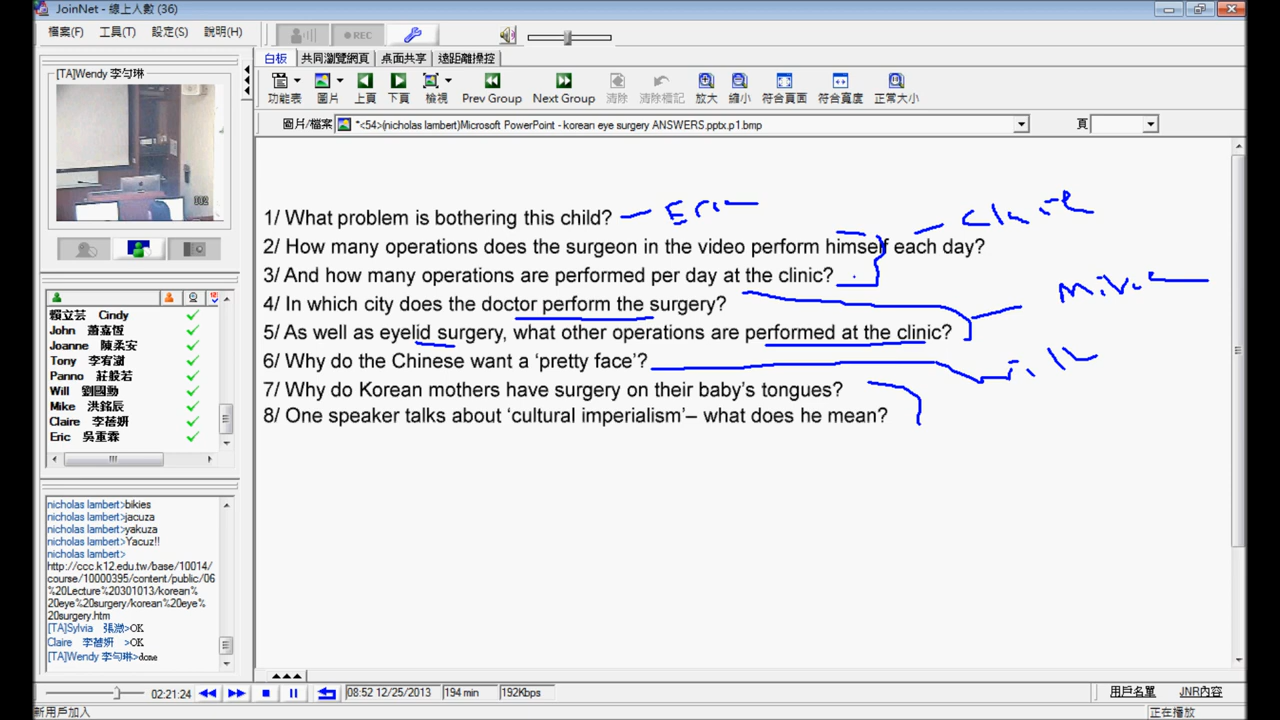 JoinNet - 線上人數 (36)
檔案(F) 工具(T) 設定(S) 說明(H)
REC
[TA]Wendy 李勻琳
白板 共同瀏覽網頁 桌面共享 遠距離操控
功能表 圖片 上頁 下頁 檢視 Prev Group Next Group 清除 清除標記 放大 縮小 符合頁面 符合寬度 正常大小
圖片/檔案 *<54>(nicholas lambert)Microsoft PowerPoint - korean eye surgery ANSWERS.pptx.p1.bmp 頁
1/ What problem is bothering this child? Eric
2/ How many operations does the surgeon in the video perform himself each day? Claire
3/ And how many operations are performed per day at the clinic?
4/ In which city does the doctor perform the surgery? Mike
5/ As well as eyelid surgery, what other operations are performed at the clinic?
6/ Why do the Chinese want a ‘pretty face’?
7/ Why do Korean mothers have surgery on their baby’s tongues?
8/ One speaker talks about ‘cultural imperialism’– what does he mean?
賴立芸 Cindy
John 蕭嘉恆
Joanne 陳柔安
Tony 李宥澍
Panno 莊般若
Will 劉國勳
Mike 洪銘辰
Claire 李蓓妍
Eric 吳重霖
nicholas lambert>bikies
nicholas lambert>jacuza
nicholas lambert>yakuza
nicholas lambert>Yacuz!!
nicholas lambert>
http://ccc.k12.edu.tw/base/10014/
course/10000395/content/public/06
%20Lecture%20301013/korean%
20eye%20surgery/korean%20eye%
20surgery.htm
[TA]Sylvia 張溦>OK
Claire 李蓓妍 >OK
[TA]Wendy 李勻琳>done
02:21:24 08:52 12/25/2013 194 min 192Kbps 用戶名單 JNR內容
新用戶加入 正在播放